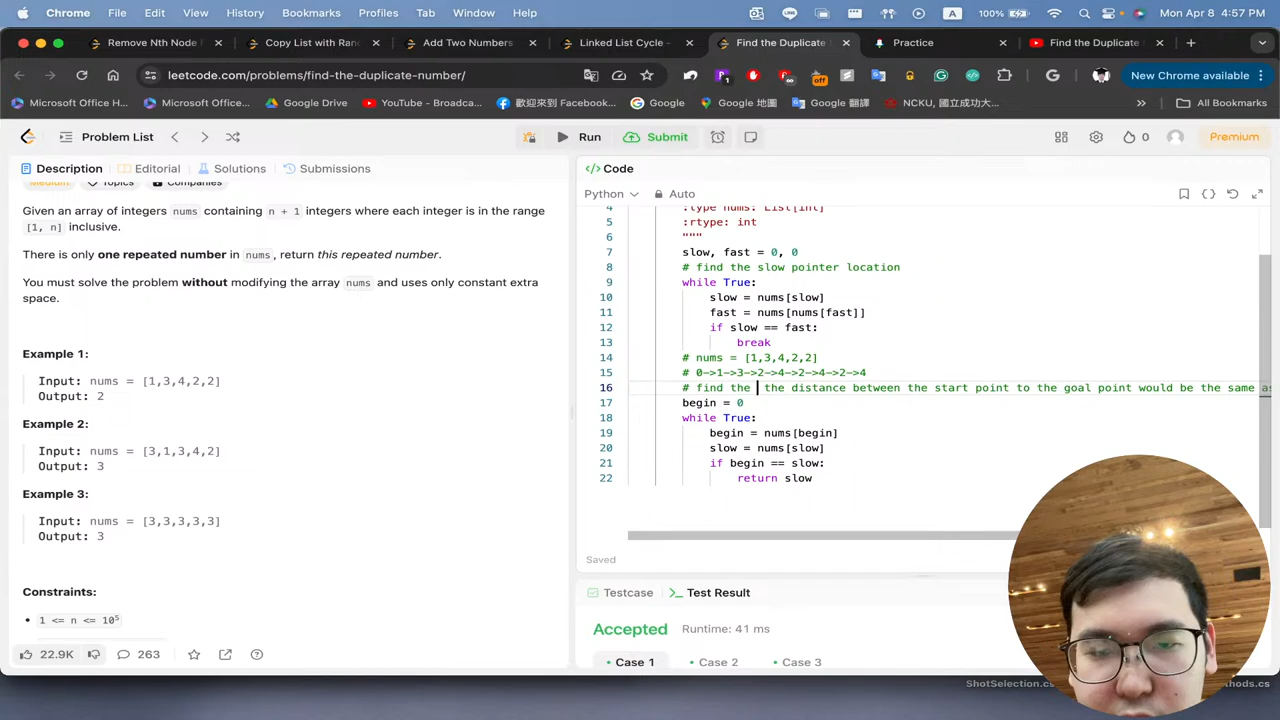 Chrome File Edit View History Bookmarks Profiles Tab Window Help
A 100% Mon Apr 8 4:57 PM
Remove Nth Node
Copy List with Ran
Add Two Numbers
Linked List Cycle -
Find the Duplicate
Practice
Find the Duplicate
leetcode.com/problems/find-the-duplicate-number/
off
New Chrome available
Microsoft Office H...
Microsoft Office...
Google Drive
YouTube - Broadca...
歡迎來到 Facebook...
Google
Google 地圖
Google 翻譯
NCKU, 國立成功大...
All Bookmarks
Problem List
Run
Submit
0
Premium
Description
Editorial
Solutions
Submissions
Medium
Topics
Companies
Given an array of integers nums containing n + 1 integers where each integer is in the range
[1, n] inclusive.
There is only one repeated number in nums, return this repeated number.
You must solve the problem without modifying the array nums and uses only constant extra
space.
Example 1:
Input: nums = [1,3,4,2,2]
Output: 2
Example 2:
Input: nums = [3,1,3,4,2]
Output: 3
Example 3:
Input: nums = [3,3,3,3,3]
Output: 3
Constraints:
1 <= n <= 10⁵
22.9K
263
</> Code
Python
Auto
4 :type nums: List[int]
5 :rtype: int
6 """
7 slow, fast = 0, 0
8 # find the slow pointer location
9 while True:
10 slow = nums[slow]
11 fast = nums[nums[fast]]
12 if slow == fast:
13 break
14 # nums = [1,3,4,2,2]
15 # 0->1->3->2->4->2->4->2->4
16 # find the the distance between the start point to the goal point would be the same as
17 begin = 0
18 while True:
19 begin = nums[begin]
20 slow = nums[slow]
21 if begin == slow:
22 return slow
Saved
Testcase
Test Result
Accepted
Runtime: 41 ms
Case 1
Case 2
Case 3
ShotSelection.cs